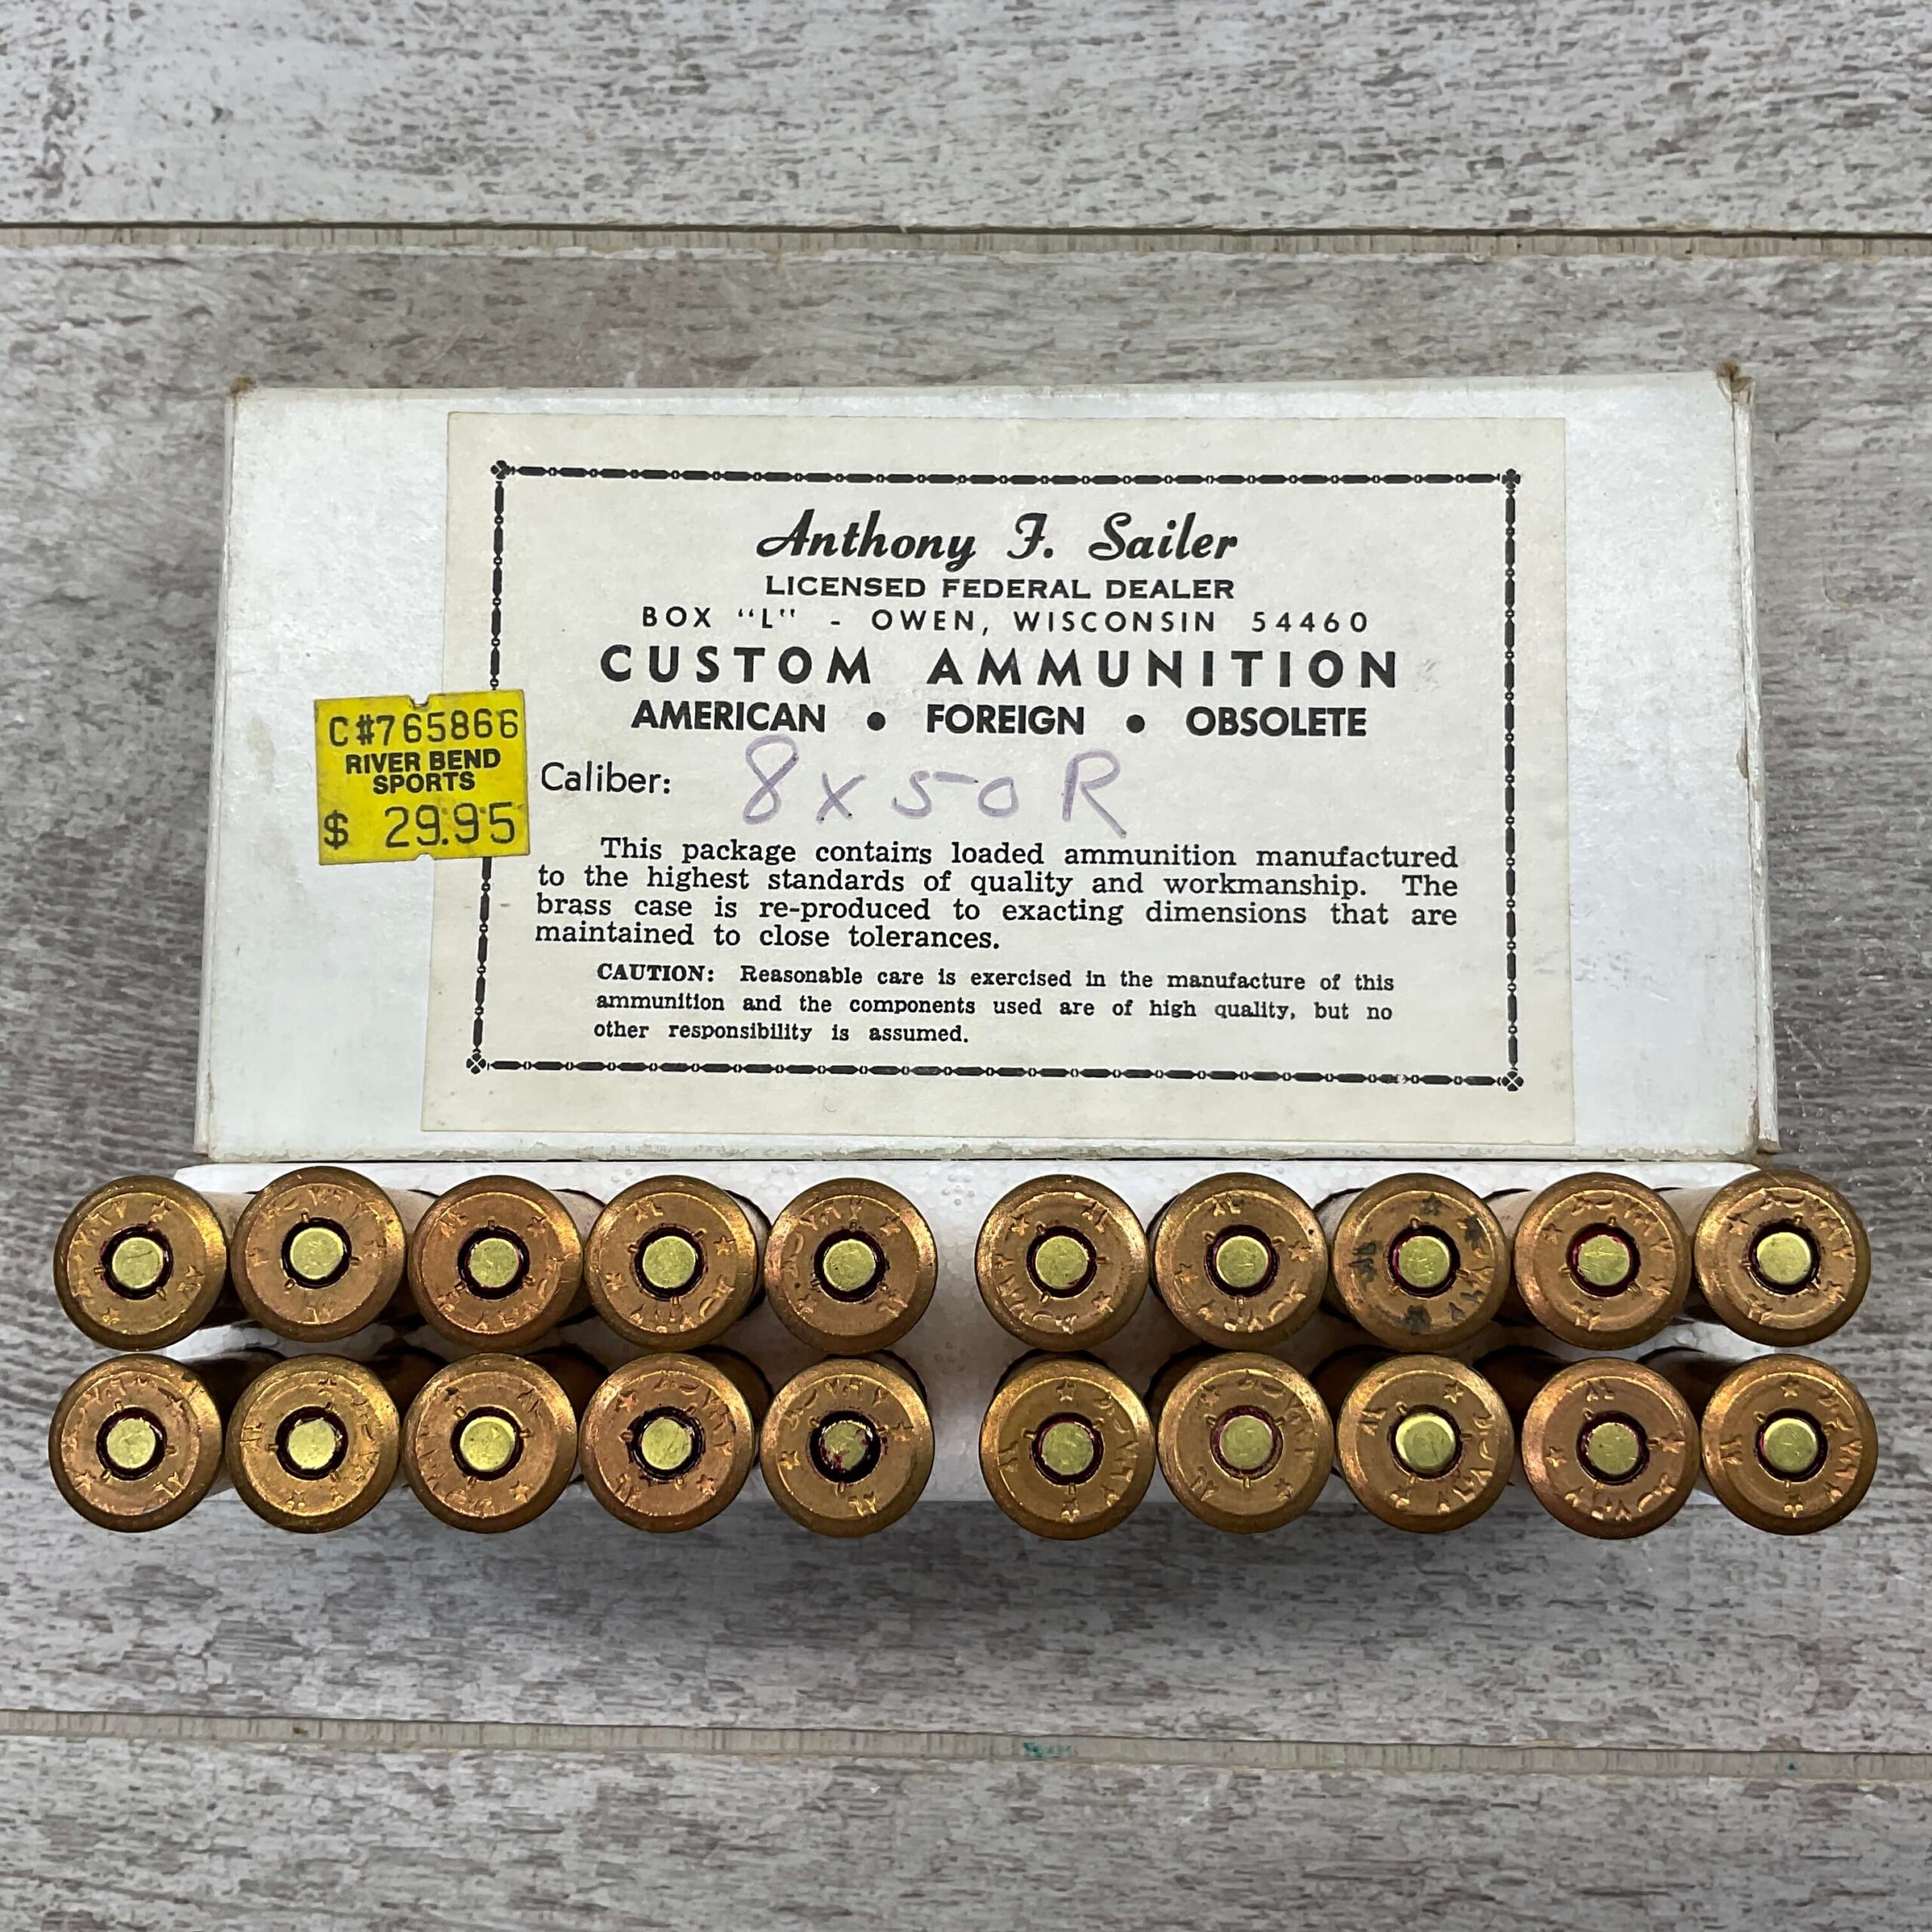 Anthony F. Sailer
LICENSED FEDERAL DEALER
BOX "L" - OWEN, WISCONSIN 54460
CUSTOM AMMUNITION
AMERICAN • FOREIGN • OBSOLETE
C#765866
RIVER BEND
SPORTS
$ 29.95
Caliber: 8x50R
This package contains loaded ammunition manufactured
to the highest standards of quality and workmanship. The
brass case is re-produced to exacting dimensions that are
maintained to close tolerances.
CAUTION: Reasonable care is exercised in the manufacture of this
ammunition and the components used are of high quality, but no
other responsibility is assumed.